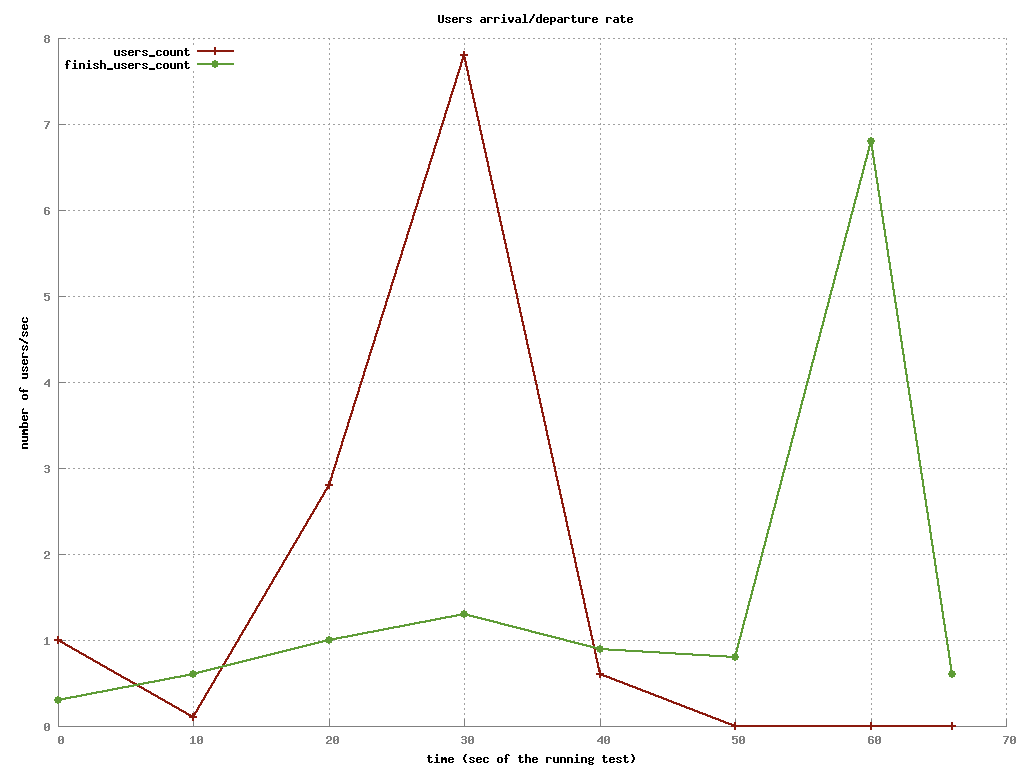 Users arrival/departure rate
users_count
finish_users_count
8
7
6
5
4
3
2
1
0
number of users/sec
0 10 20 30 40 50 60 70
time (sec of the running test)